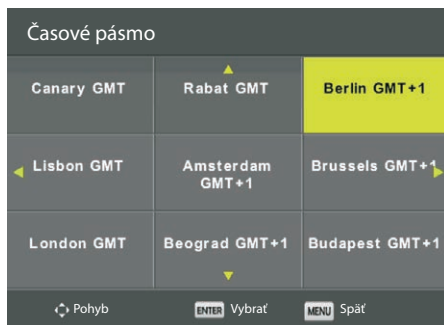 Časové pásmo
Canary GMT
Rabat GMT
Berlin GMT+1
Lisbon GMT
Amsterdam
GMT+1
Brussels GMT+1
London GMT
Beograd GMT+1
Budapest GMT+1
Pohyb
ENTER Vybrať
MENU Späť